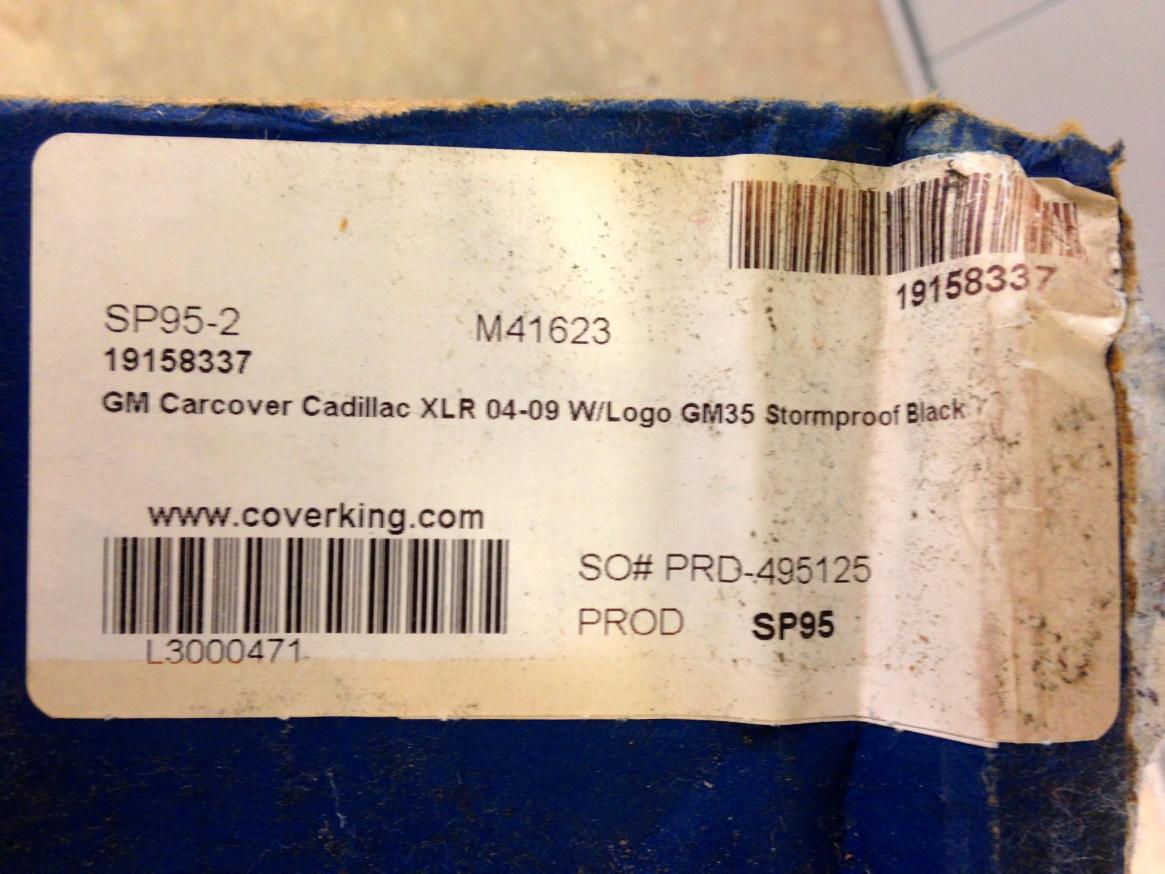 19158337
SP95-2 M41623
19158337
GM Carcover Cadillac XLR 04-09 W/Logo GM35 Stormproof Black
www.coverking.com
SO# PRD-495125
PROD SP95
L3000471